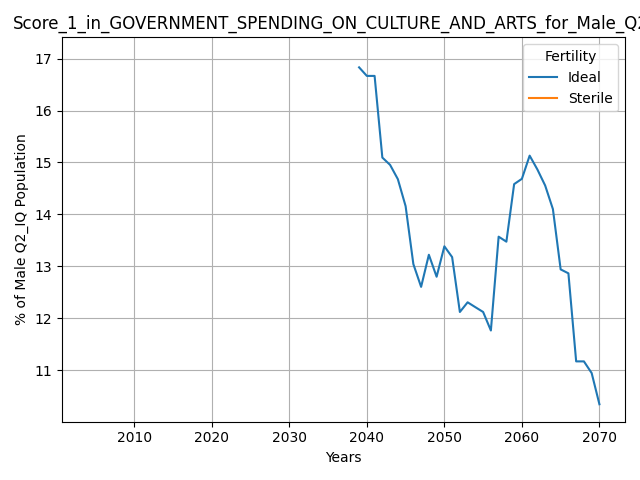 Score_1_in_GOVERNMENT_SPENDING_ON_CULTURE_AND_ARTS_for_Male_Q2
Fertility
Ideal
Sterile
17
16
15
14
13
12
11
% of Male Q2_IQ Population
2010 2020 2030 2040 2050 2060 2070
Years